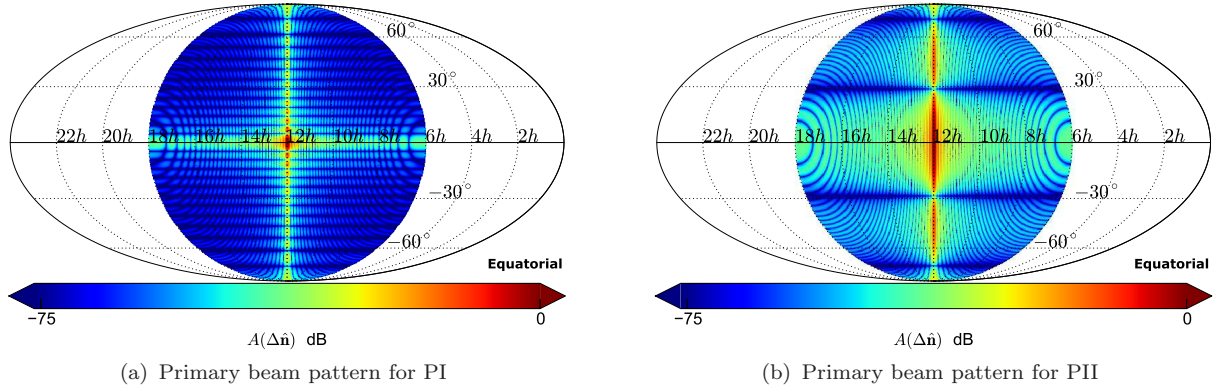 60°
30°
22h 20h 18h 16h 14h 12h 10h 8h 6h 4h 2h
−30°
−60°
Equatorial
−75 0
A(Δn̂) dB
(a) Primary beam pattern for PI
60°
30°
22h 20h 18h 16h 14h 12h 10h 8h 6h 4h 2h
−30°
−60°
Equatorial
−75 0
A(Δn̂) dB
(b) Primary beam pattern for PII